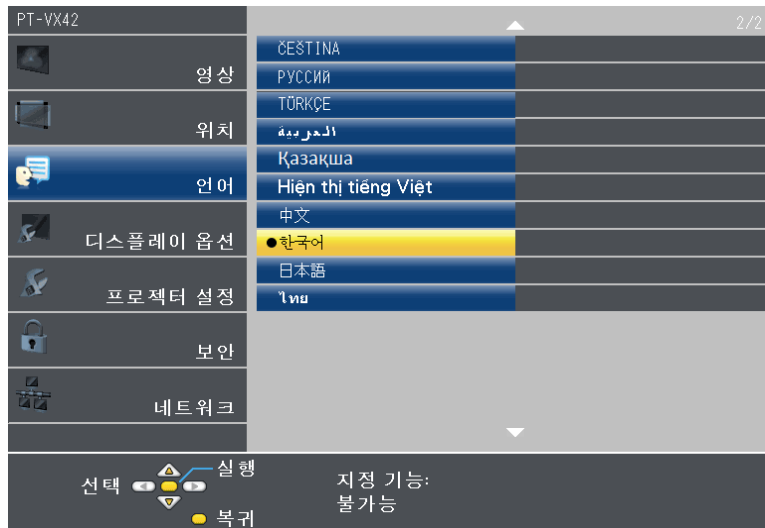 PT-VX42
2/2
영상
위치
언어
디스플레이 옵션
프로젝터 설정
보안
네트워크
ČEŠTINA
РУССИЙ
TÜRKÇE
العربية
Қазақша
Hiện thị tiếng Việt
中文
●한국어
日本語
ไทย
선택
실행
복귀
지정 기능:
불가능